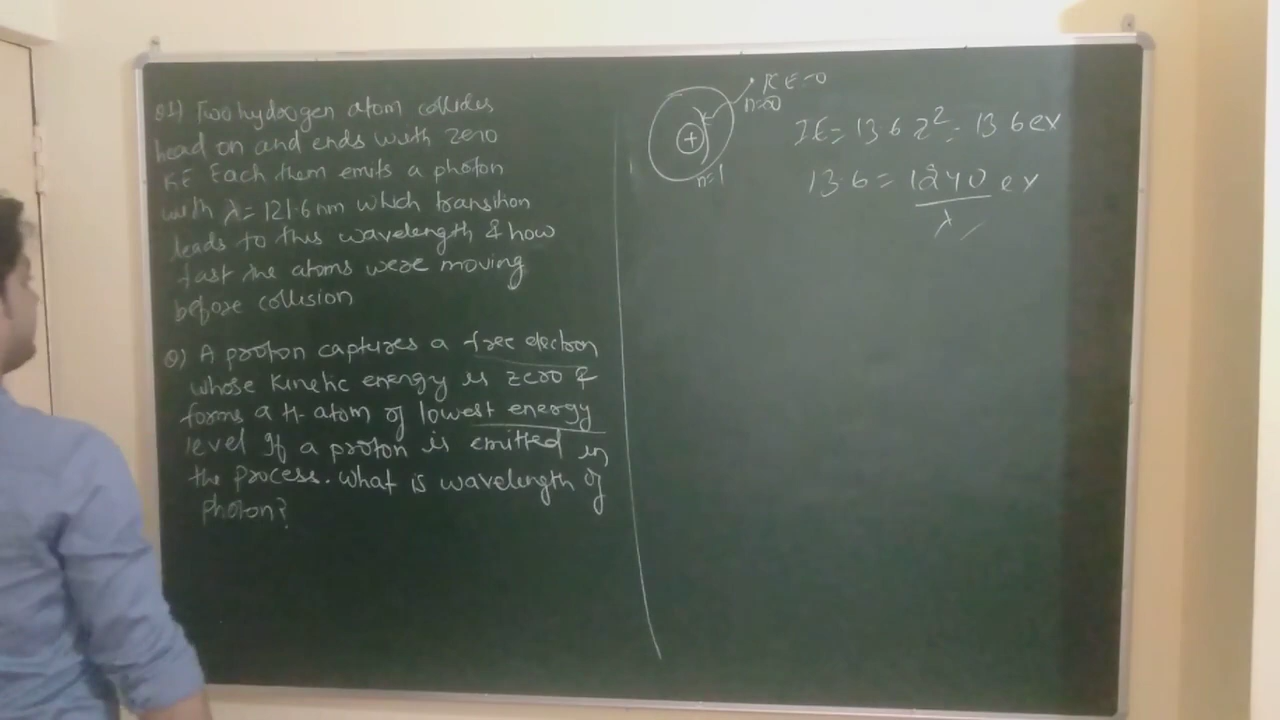 Q1) Two hydrogen atom collides
head on and ends with zero
KE Each them emits a photon
with λ= 121.6 nm which transition
leads to this wavelength & how
fast the atoms were moving
before collision
Q) A proton captures a free electron
whose kinetic energy is zero &
forms a H-atom of lowest energy
level If a proton is emitted in
the process. what is wavelength of
photon?
KE=0
n=∞
+
n=1
IE= 13.6 Z² = 13.6 eV
13.6 = 1240 eV
λ